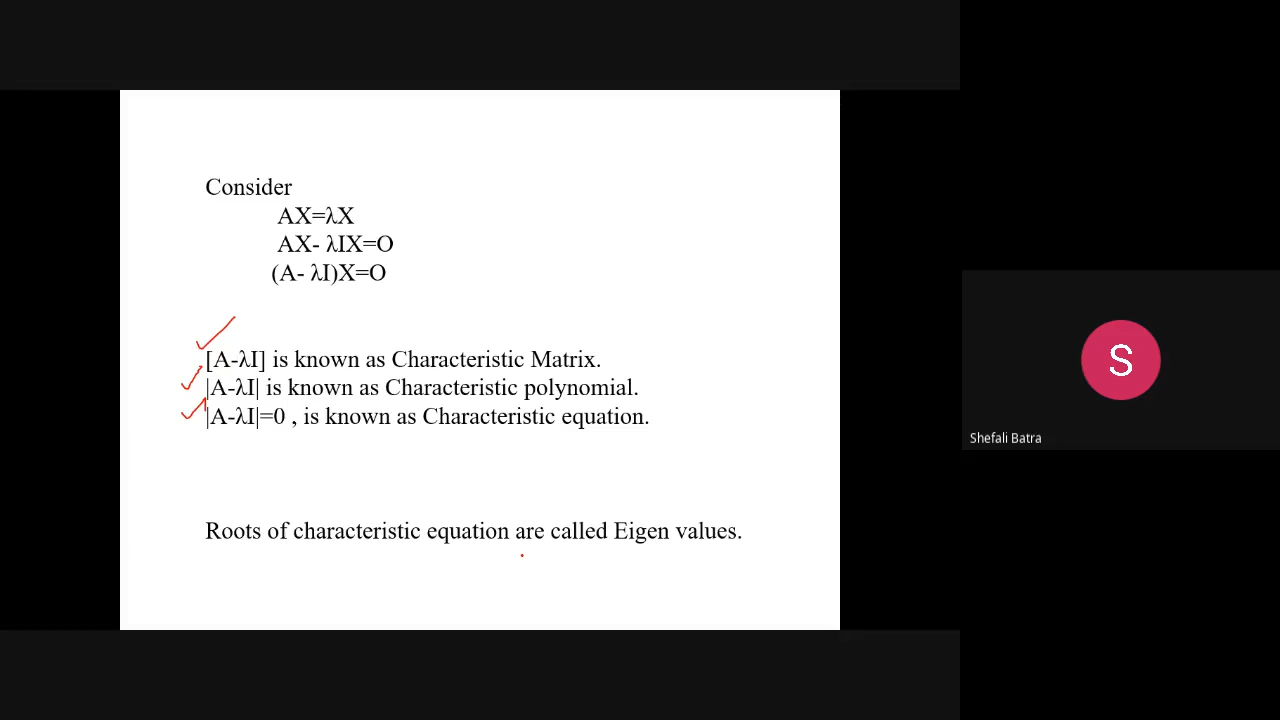 Consider
AX=λX
AX- λIX=O
(A- λI)X=O
[A-λI] is known as Characteristic Matrix.
|A-λI| is known as Characteristic polynomial.
|A-λI|=0 , is known as Characteristic equation.
Roots of characteristic equation are called Eigen values.
S
Shefali Batra